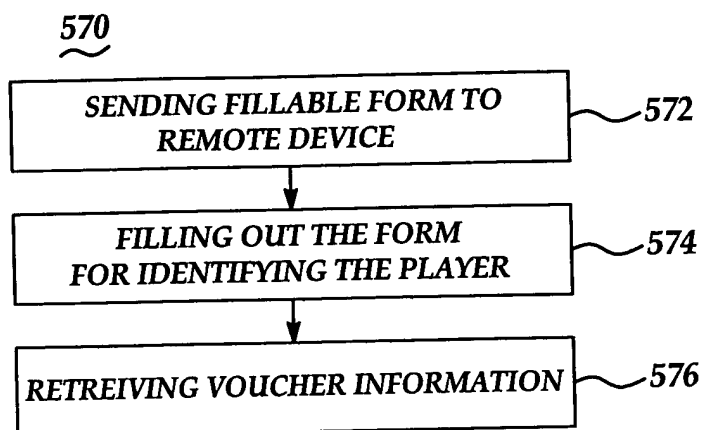 570
SENDING FILLABLE FORM TO
REMOTE DEVICE
572
FILLING OUT THE FORM
FOR IDENTIFYING THE PLAYER
574
RETREIVING VOUCHER INFORMATION
576